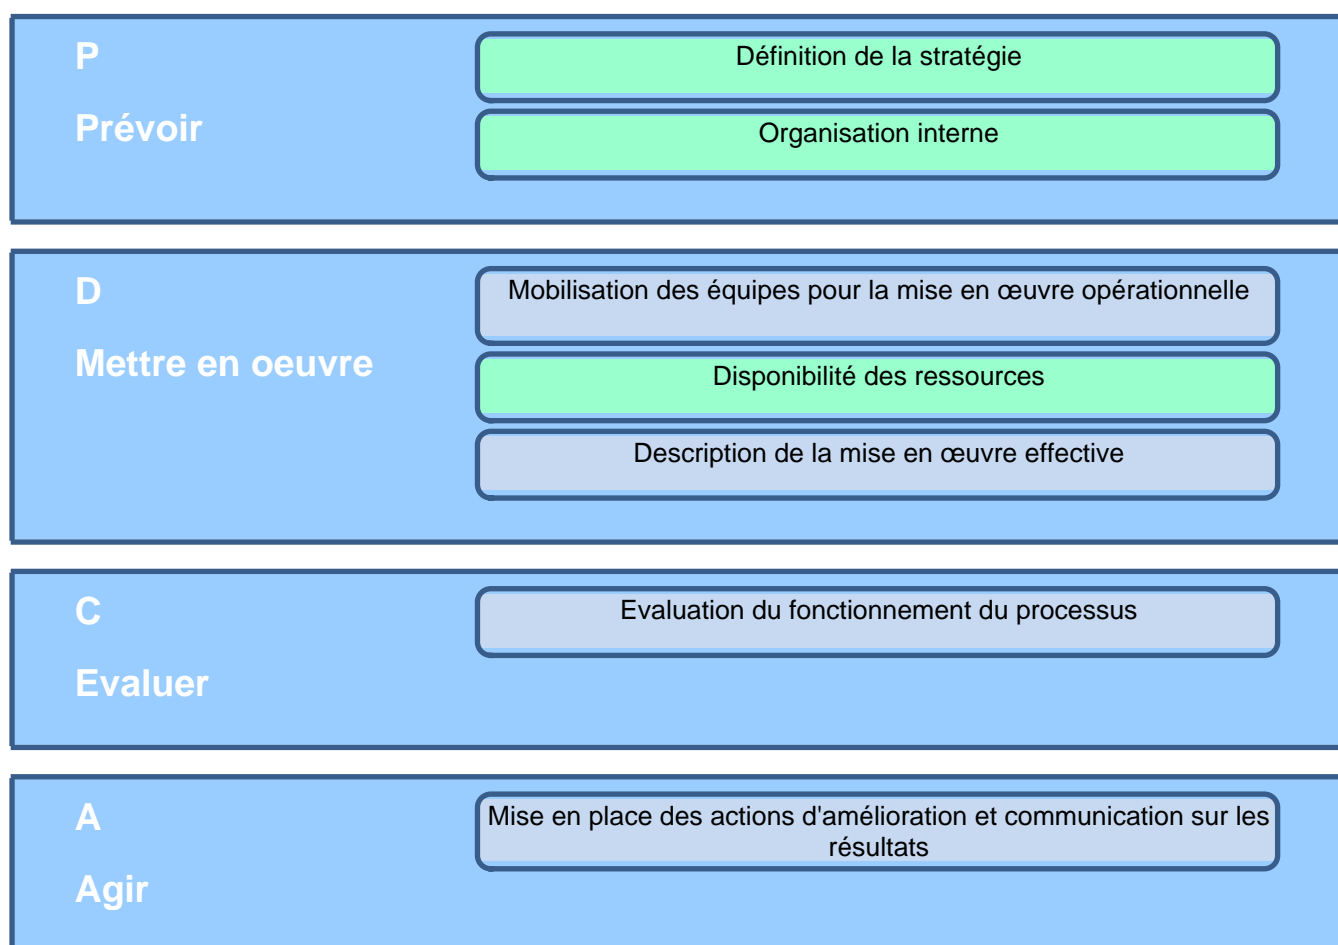 P
Prévoir
Définition de la stratégie
Organisation interne
D
Mettre en oeuvre
Mobilisation des équipes pour la mise en œuvre opérationnelle
Disponibilité des ressources
Description de la mise en œuvre effective
C
Evaluer
Evaluation du fonctionnement du processus
A
Agir
Mise en place des actions d'amélioration et communication sur les
résultats